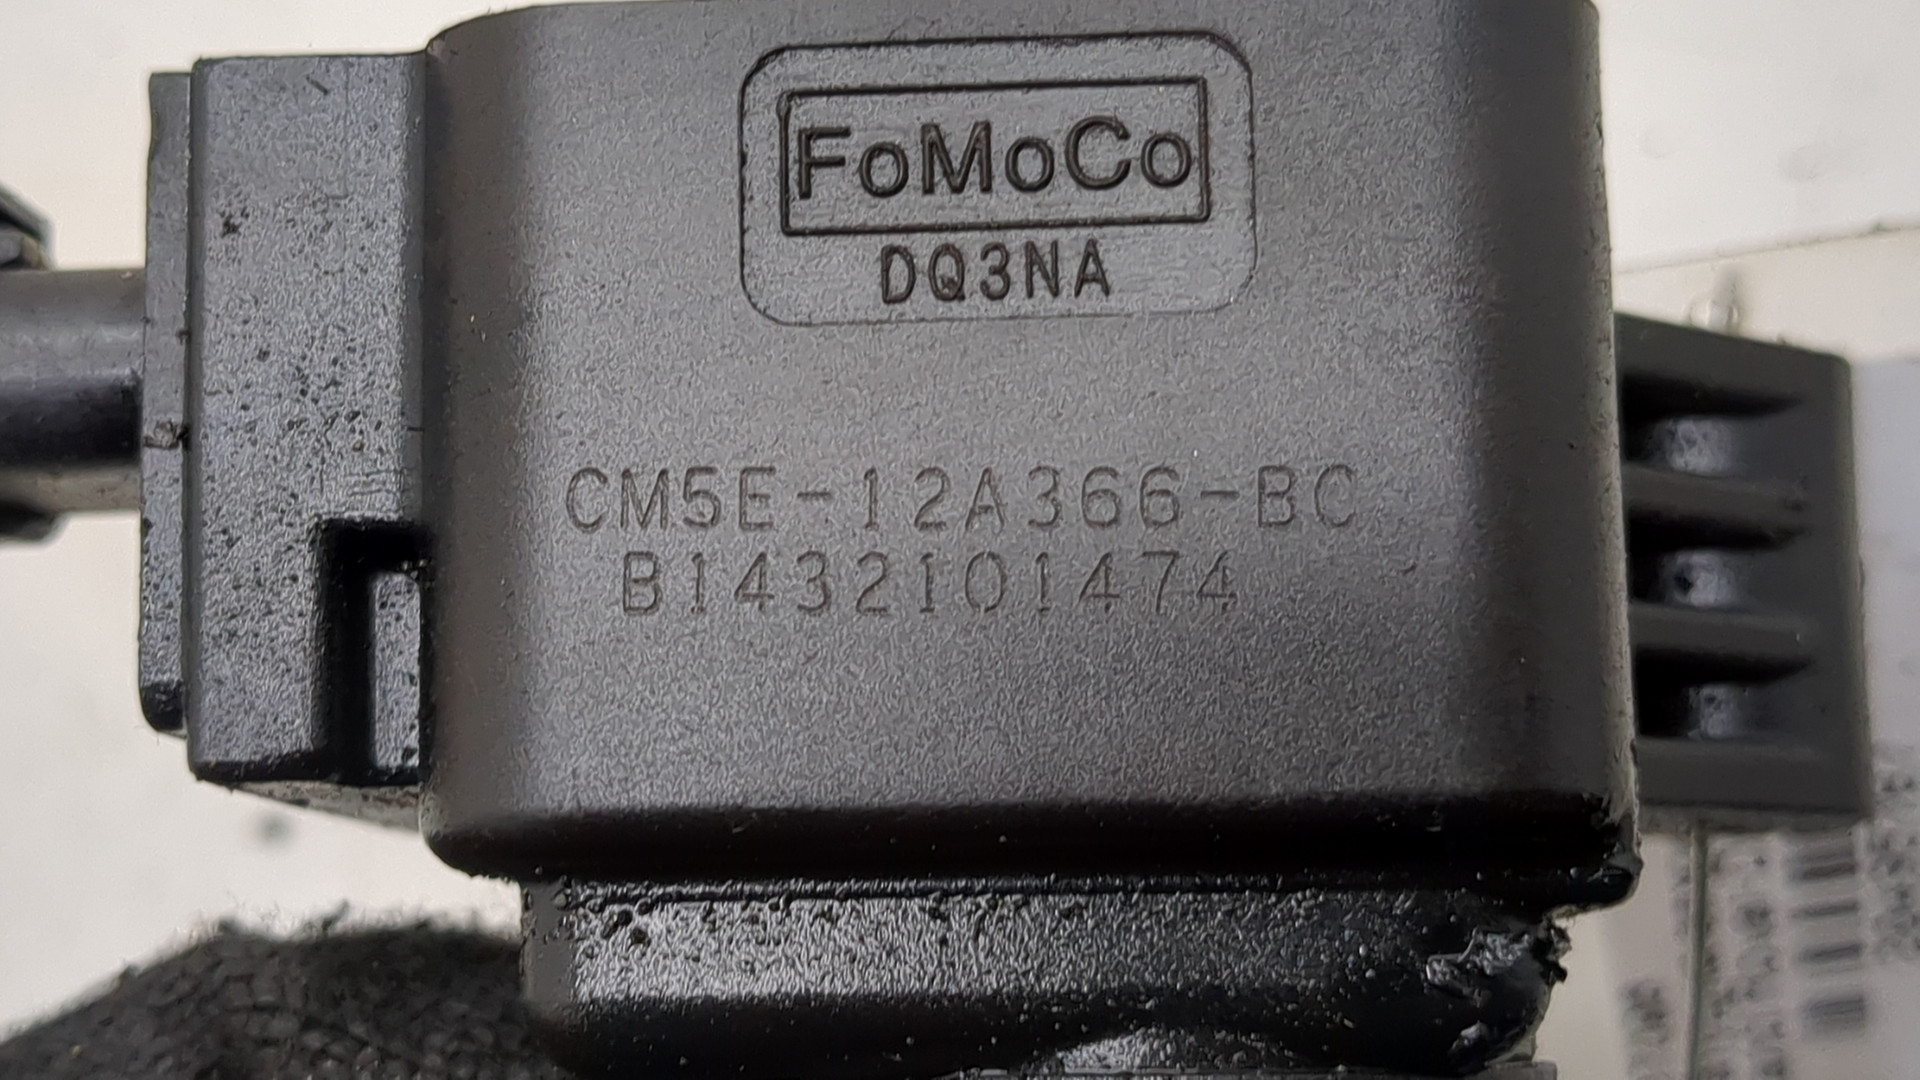 FoMoCo
DQ3NA
CM5E-12A366-BC
B1432101474